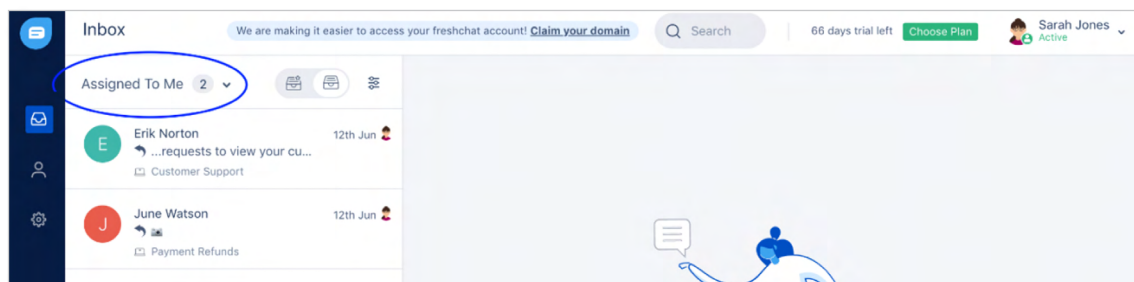 Inbox
We are making it easier to access your freshchat account! Claim your domain
Search
66 days trial left
Choose Plan
Sarah Jones
Active
Assigned To Me 2
E
Erik Norton
12th Jun
...requests to view your cu...
Customer Support
J
June Watson
12th Jun
Payment Refunds